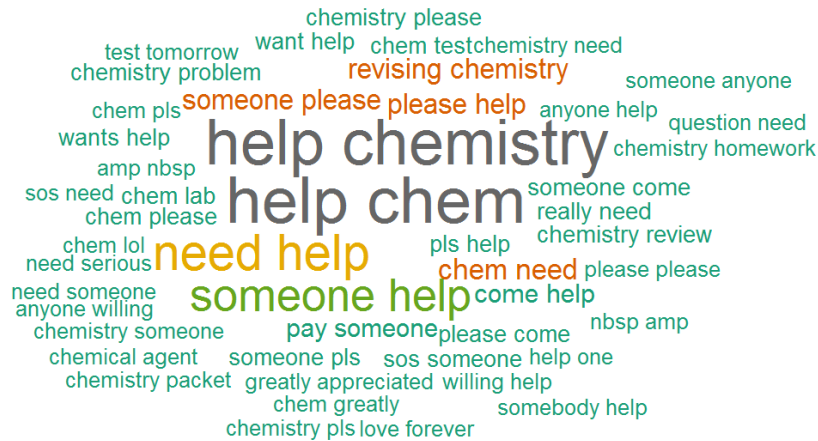 chemistry please
want help
chem test
chemistry need
test tomorrow
chemistry problem
revising chemistry
someone anyone
someone please
please help
chem pls
anyone help
question need
wants help
help chemistry
chemistry homework
amp nbsp
sos need
chem lab
help chem
someone come
chem please
really need
chem lol
need help
pls help
chemistry review
need serious
chem need
please please
need someone
someone help
come help
anyone willing
chemistry someone
pay someone
please come
nbsp amp
chemical agent
someone pls
sos someone
help one
chemistry packet
greatly appreciated
willing help
chem greatly
somebody help
chemistry pls
love forever